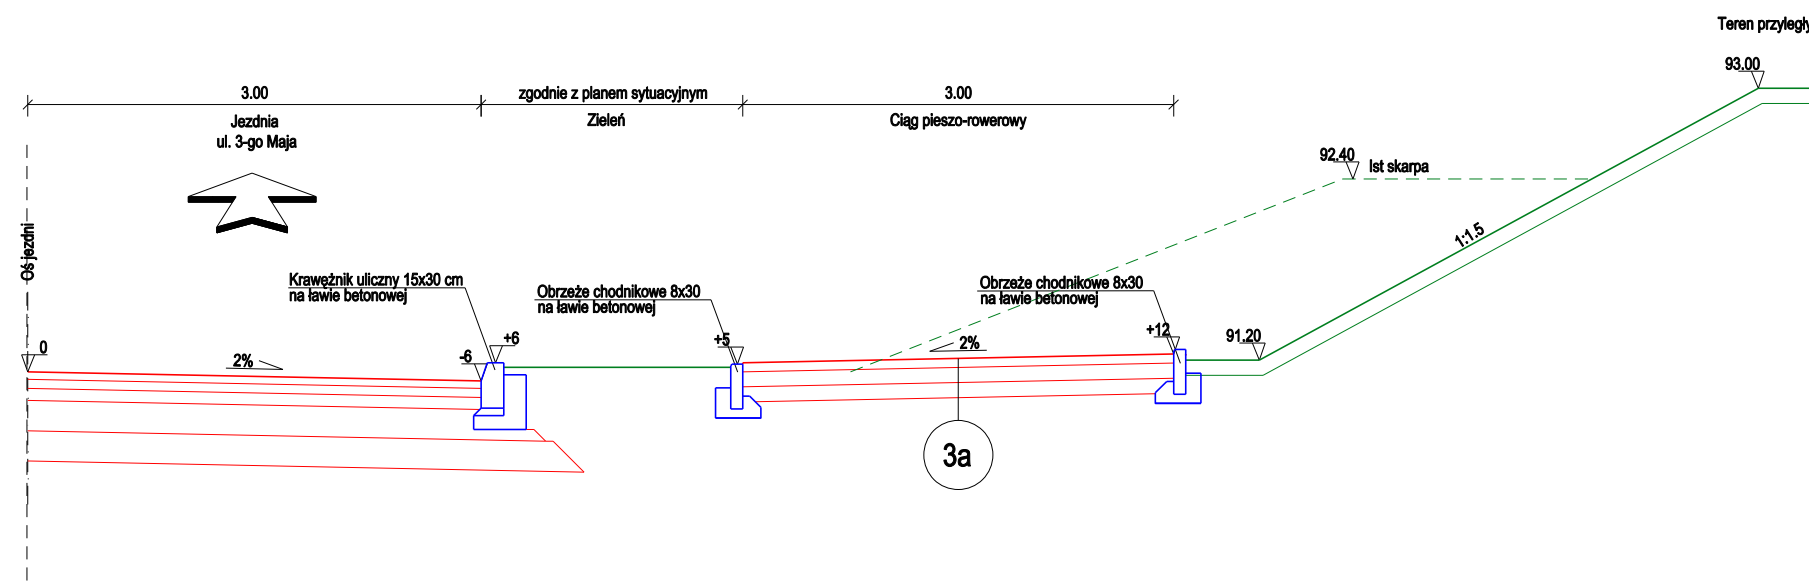 Teren przyległy
93.00
3.00
zgodnie z planem sytuacyjnym
3.00
Jezdnia
ul. 3-go Maja
Zieleń
Ciąg pieszo-rowerowy
92.40
Ist skarpa
1:1.5
Oś jezdni
Krawężnik uliczny 15x30 cm
na ławie betonowej
Obrzeże chodnikowe 8x30
na ławie betonowej
Obrzeże chodnikowe 8x30
na ławie betonowej
0
2%
-6
+6
+5
2%
+12
91.20
3a